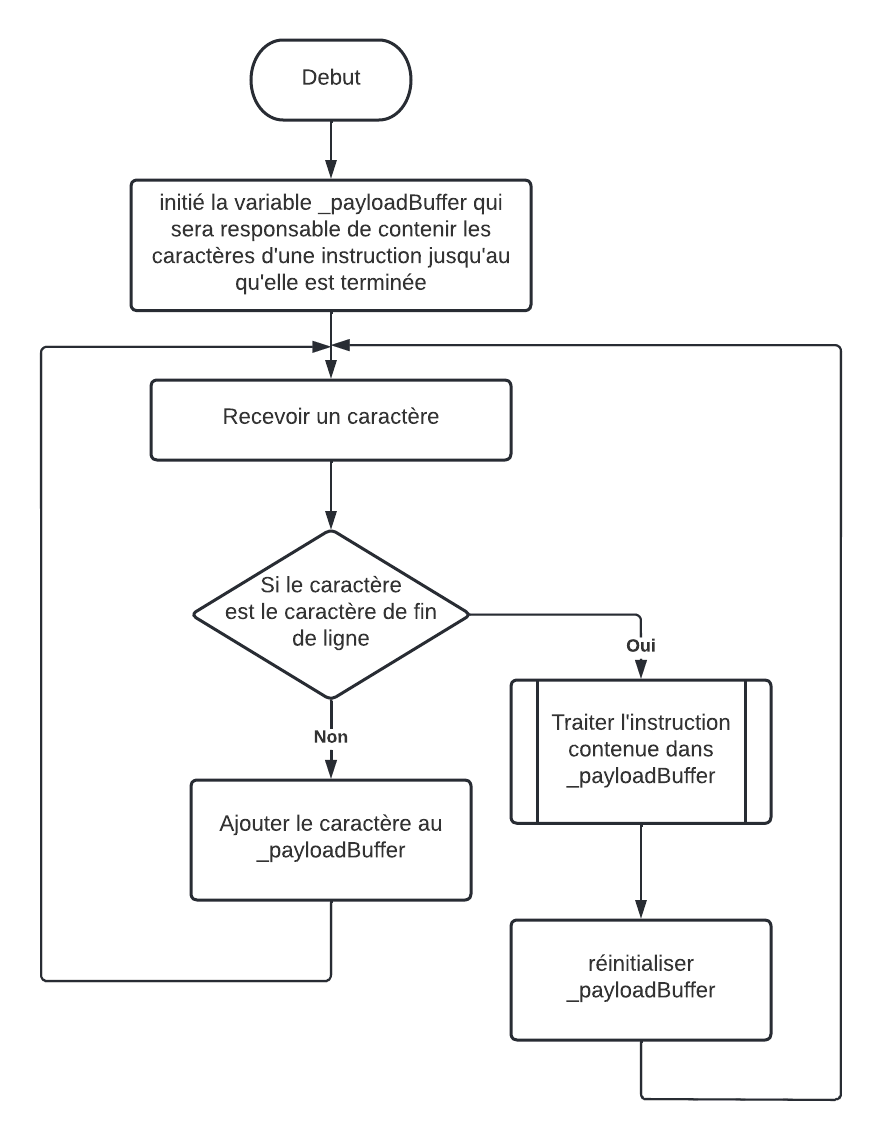 Debut
initié la variable _payloadBuffer qui
sera responsable de contenir les
caractères d'une instruction jusqu'au
qu'elle est terminée
Recevoir un caractère
Si le caractère
est le caractère de fin
de ligne
Oui
Non
Traiter l'instruction
contenue dans
_payloadBuffer
Ajouter le caractère au
_payloadBuffer
réinitialiser
_payloadBuffer